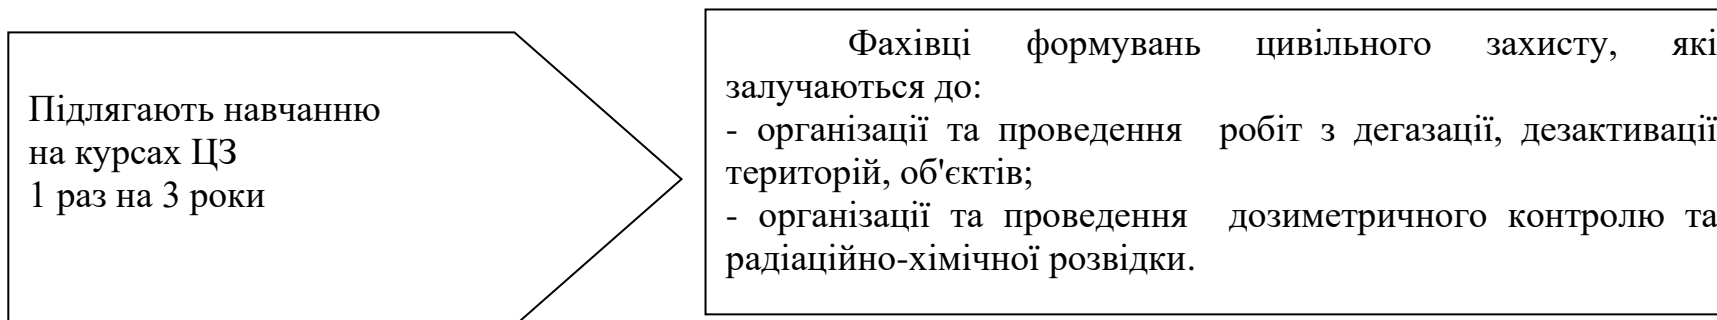 Підлягають навчанню
на курсах ЦЗ
1 раз на 3 роки
Фахівці формувань цивільного захисту, які
залучаються до:
- організації та проведення робіт з дегазації, дезактивації
територій, об'єктів;
- організації та проведення дозиметричного контролю та
радіаційно-хімічної розвідки.